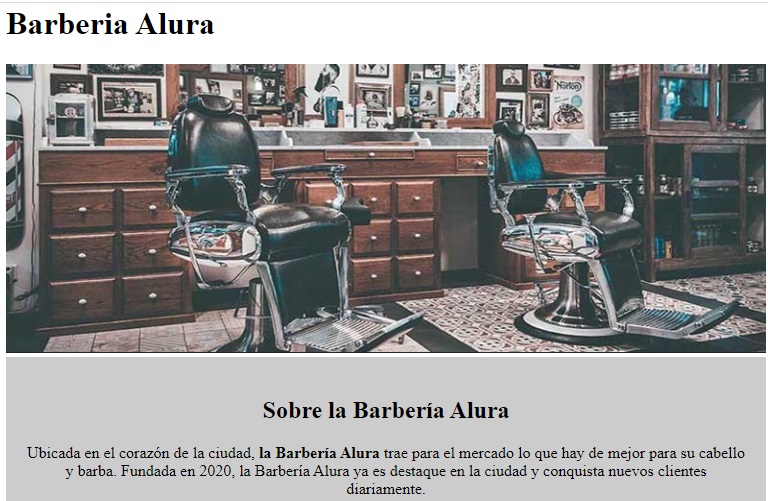 Barberia Alura
Norton
Sobre la Barbería Alura
Ubicada en el corazón de la ciudad, la Barbería Alura trae para el mercado lo que hay de mejor para su cabello
y barba. Fundada en 2020, la Barbería Alura ya es destaque en la ciudad y conquista nuevos clientes
diariamente.